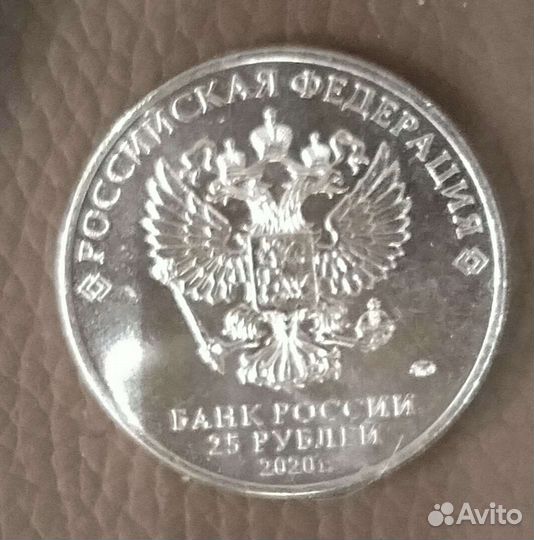 РОССИЙСКАЯ ФЕДЕРАЦИЯ
БАНК РОССИИ
25 РУБЛЕЙ
2020 г.
Avito